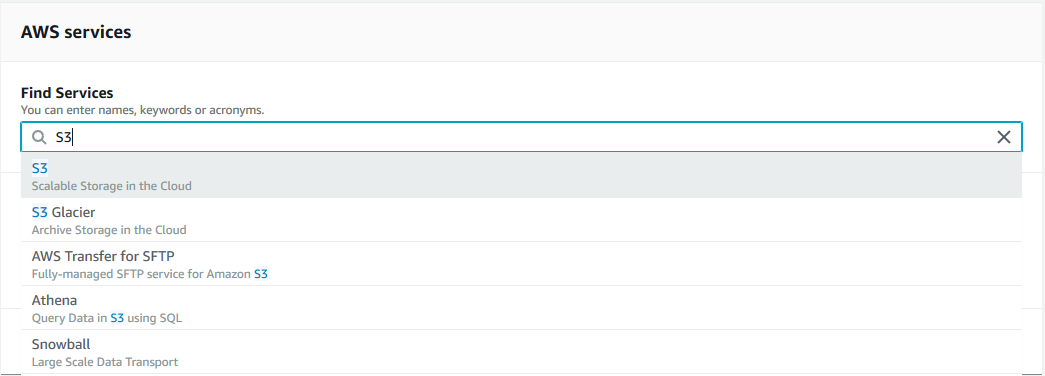 AWS services
Find Services
You can enter names, keywords or acronyms.
S3
S3
Scalable Storage in the Cloud
S3 Glacier
Archive Storage in the Cloud
AWS Transfer for SFTP
Fully-managed SFTP service for Amazon S3
Athena
Query Data in S3 using SQL
Snowball
Large Scale Data Transport